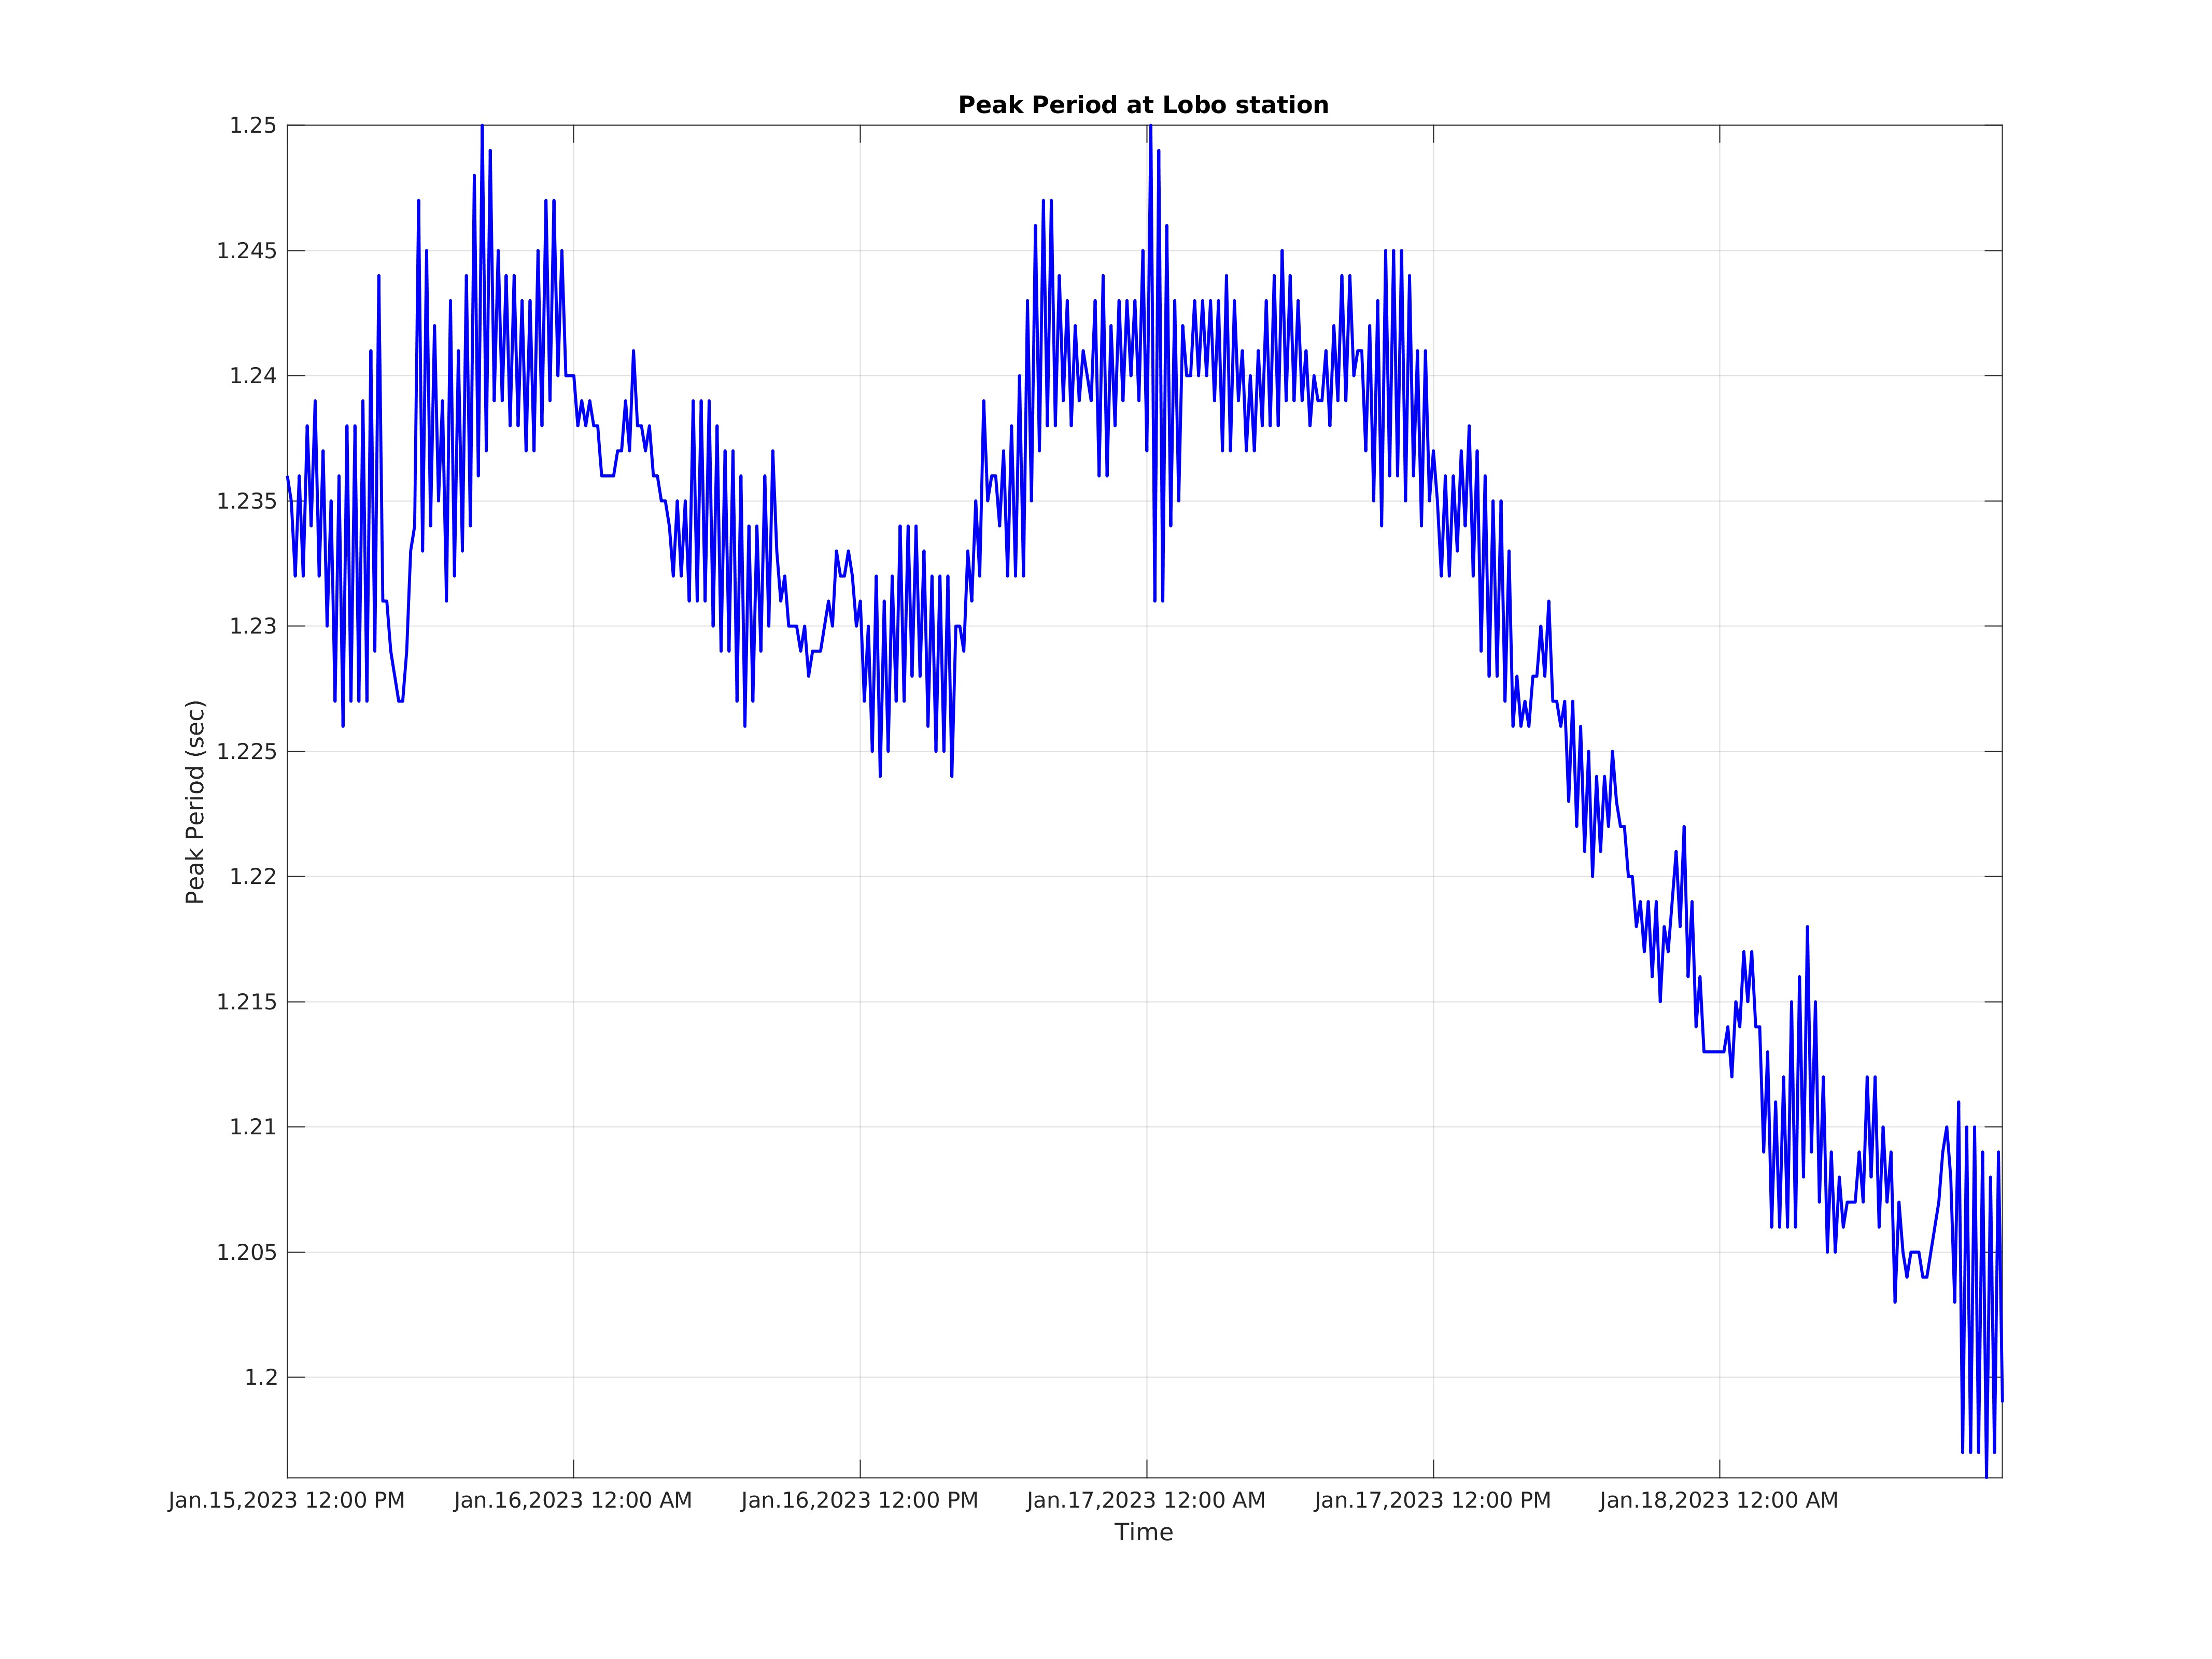 Peak Period at Lobo station
1.25
1.245
1.24
1.235
1.23
1.225
1.22
1.215
1.21
1.205
1.2
Peak Period (sec)
Jan.15,2023 12:00 PM Jan.16,2023 12:00 AM Jan.16,2023 12:00 PM Jan.17,2023 12:00 AM Jan.17,2023 12:00 PM Jan.18,2023 12:00 AM
Time